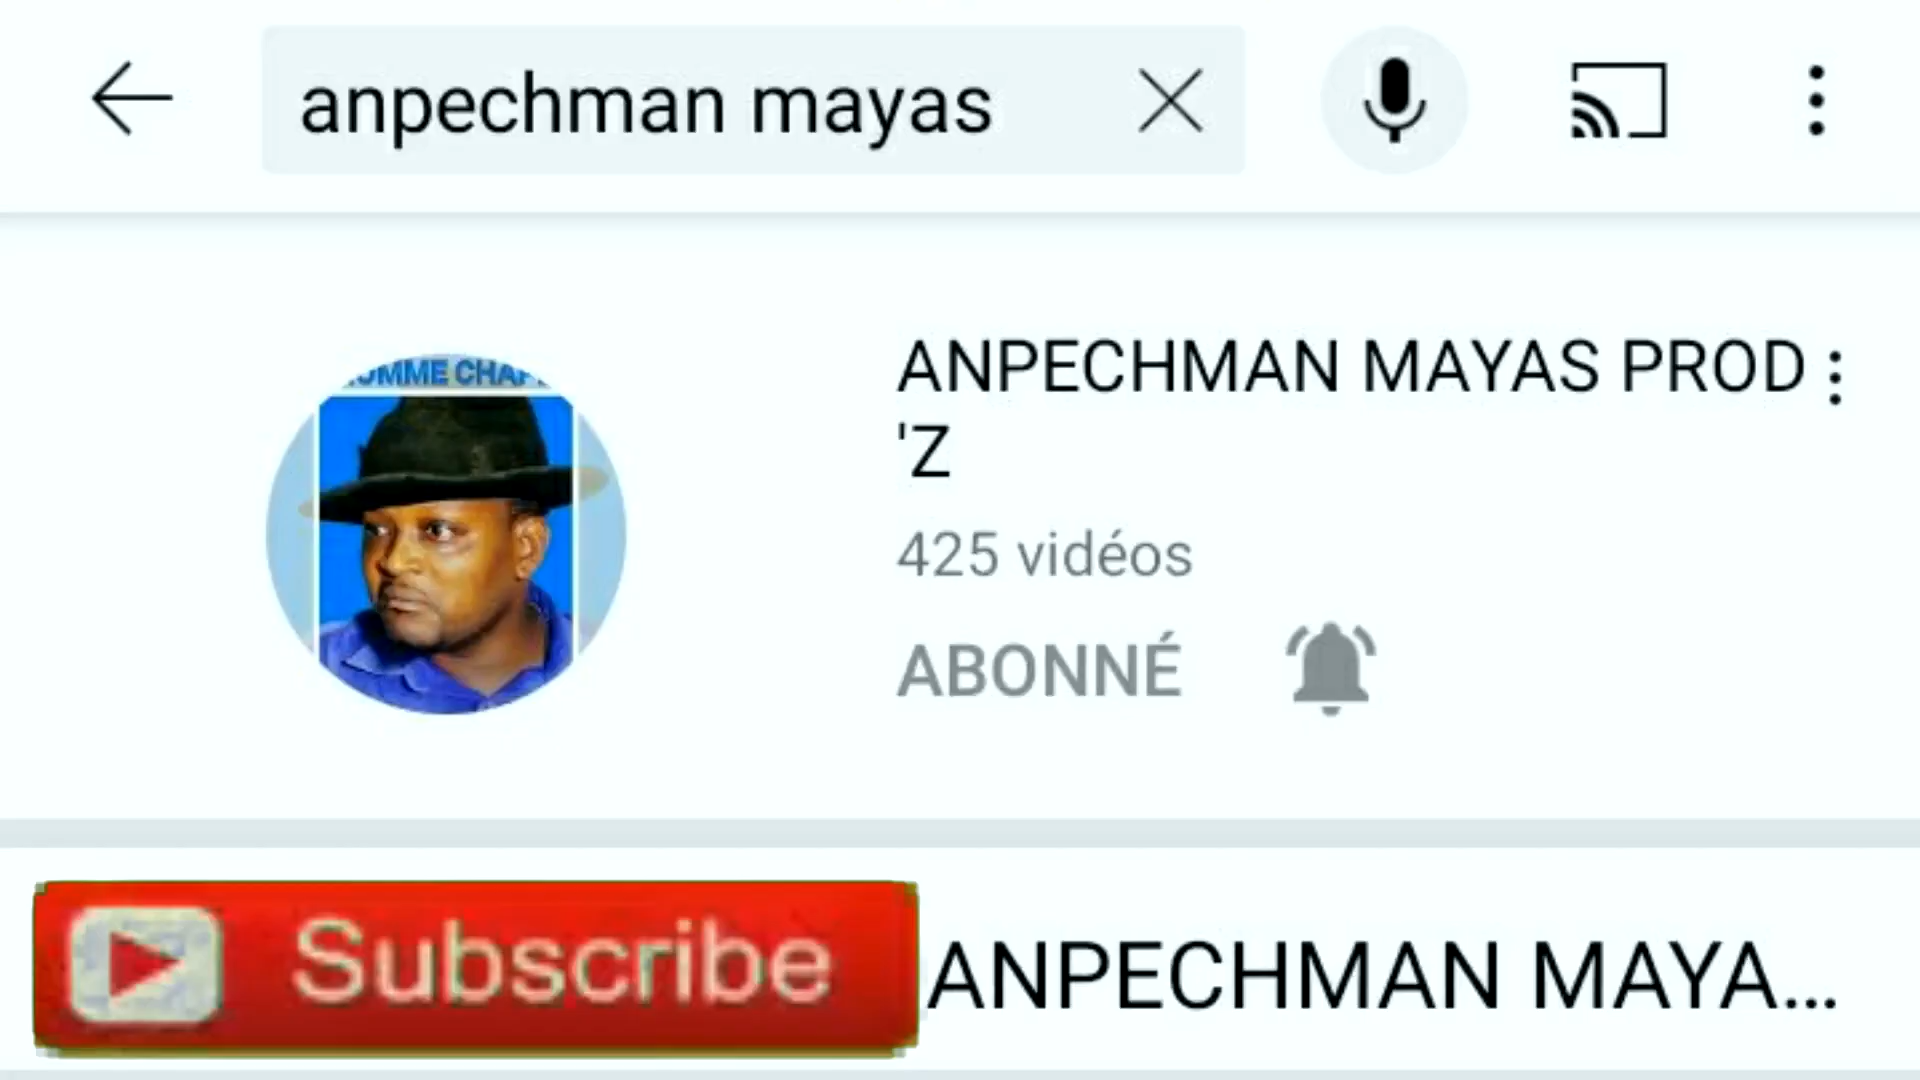 anpechman mayas
ANPECHMAN MAYAS PROD
'Z
425 vidéos
ABONNÉ
Subscribe
ANPECHMAN MAYA...